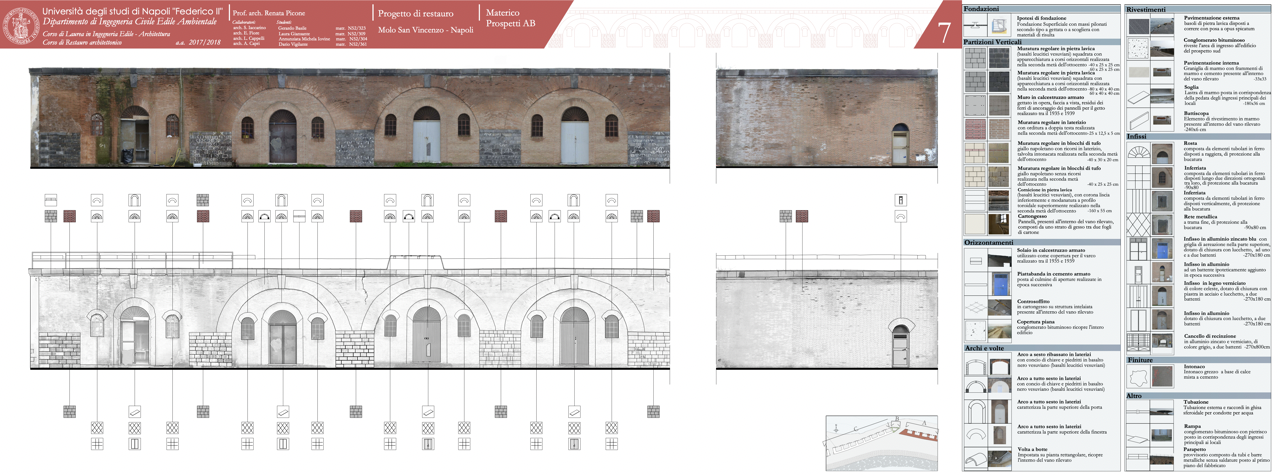 Università degli studi di Napoli "Federico II"
Dipartimento di Ingegneria Civile Edile Ambientale
Corso di Laurea in Ingegneria Edile - Architettura
Corso di Restauro architettonico
a.a. 2017/2018
Prof. arch. Renata Picone
Collaboratori
arch. S. Iaccarino
arch. E. Fiore
arch. L. Cappelli
arch. A. Capri
Studenti
Gerardo Basile
Laura Giannasso
Antoniomaria Michela Iovine
Dario Vigliotti
Progetto di restauro
Molo San Vincenzo - Napoli
Materico
Prospetti AB
7
Fondazioni
Ipotesi di fondazione
Fondazione Superficiale con massi pilonati
secondo tipo a gettata o a scogliera con
materiali di risulta
Partizioni Verticali
Muratura regolare in pietra lavica
(basalti leucitici vesuviani) squadrata con
apparecchiatura a corsi orizzontali realizzata
nella seconda metà dell'ottocento -40 x 25 x 25 cm
-60 x 25 x 25 cm
Muratura regolare in pietra lavica
(basalti leucitici vesuviani) squadrata con
apparecchiatura a corsi orizzontali realizzata
nella seconda metà dell'ottocento -80 x 40 x 40 cm
60 x 40 x 40 cm
Muro in calcestruzzo armato
gettato in opera, faccia a vista, residui dei
ferri di ancoraggio dei pannelli per il getto
realizzato tra il 1935 e 1939
Muratura regolare in laterizio
con orditura a doppia testa realizzata
nella seconda metà dell'ottocento-25 x 12,5 x 5 cm
Muratura regolare in blocchi di tufo
giallo napoletano con ricorsi in laterizio,
talvolta intonacata realizzata nella seconda metà
dell'ottocento -40 x 30 x 20 cm
Muratura regolare in blocchi di tufo
giallo napoletano senza ricorsi
realizzata nella seconda metà
dell'ottocento -40 x 25 x 25 cm
Cornicione in pietra lavica
(basalti leucitici vesuviani), con bordatura liscia
inferiormente e modanatura a profilo
toroidale superiormente realizzato nella
seconda metà dell'ottocento -160 x 53 cm
Cartongesso
Pannelli, presenti all'interno del vano rilevato,
composti da uno strato di gesso tra due fogli
di cartone
Orizzontamenti
Solaio in calcestruzzo armato
utilizzato come copertura per il varco
realizzato tra il 1935 e 1939
Piattabanda in cemento armato
posta al culmine di aperture realizzate in
epoca successiva
Controsoffitto
in cartongesso su struttura intelaiata
presente all'interno del vano rilevato
Copertura piana
conglomerato bituminoso ricopre l'intero
edificio
Archi e volte
Arco a sesto ribassato in laterizi
con concio di chiave e piedritti in basalto
nero vesuviano (basalti leucitici vesuviani)
Arco a tutto sesto in laterizi
con concio di chiave e piedritti in basalto
nero vesuviano (basalti leucitici vesuviani)
Arco a tutto sesto in laterizi
caratterizza la parte superiore della porta
Arco a tutto sesto in laterizi
caratterizza la parte superiore della finestra
Volta a botte
Impostata su pianta rettangolare, ricopre
l'interno del vano rilevato
Rivestimenti
Pavimentazione esterna
basoli di pietra lavica disposti a
correre con posa a opus spicatum
Conglomerato bituminoso
riveste l'area di ingresso all'edificio
del prospetto sud
Pavimentazione interna
Graniglia di marmo con frammenti di
marmo e cemento presente all'interno
del vano rilevato -33x33
Soglia
Lastra di marmo posta in corrispondenza
della pedata degli ingressi principali dei
locali -180x36 cm
Battiscopa
Elemento di rivestimento in marmo
presente all'interno del vano rilevato
-240x6 cm
Infissi
Rosta
composta da elementi tubolari in ferro
disposti a raggiera, di protezione alla
bucatura
Inferriata
composta da elementi tubolari in ferro
disposti lungo due direzioni ortogonali
tra loro, di protezione alla bucatura
-90x80
Inferriata
composta da elementi tubolari in ferro
disposti verticalmente, di protezione
alla bucatura
Rete metallica
a trama fine, di protezione alla
bucatura -90x80 cm
Infisso in alluminio zincato blu con
griglia di aereazione nella parte superiore,
dotato di chiusura con lucchetto, ad uno
e a due battenti -270x180 cm
Infisso in alluminio
ad un battente ipoteticamente aggiunto
in epoca successiva
Infisso in legno verniciato
di colore celeste, dotato di chiusura con
piastra in acciaio e lucchetto, a due
battenti -270x180 cm
Infisso in alluminio
dotato di chiusura con lucchetto, a due
battenti -270x180 cm
Cancello di recinzione
in alluminio zincato e verniciato, di
colore grigio, a due battenti -270x800cm
Finiture
Intonaco
Intonaco grezzo a base di calce
mista a cemento
Altro
Tubazione
Tubazione esterna e raccordi in ghisa
sferoidale per condotte per acqua
Rampa
conglomerato bituminoso con pietrisco
posto in corrispondenza degli ingressi
principali ai locali
Parapetto
provvisorio composto da tubi e barre
metalliche senza saldature posto al primo
piano del fabbricato